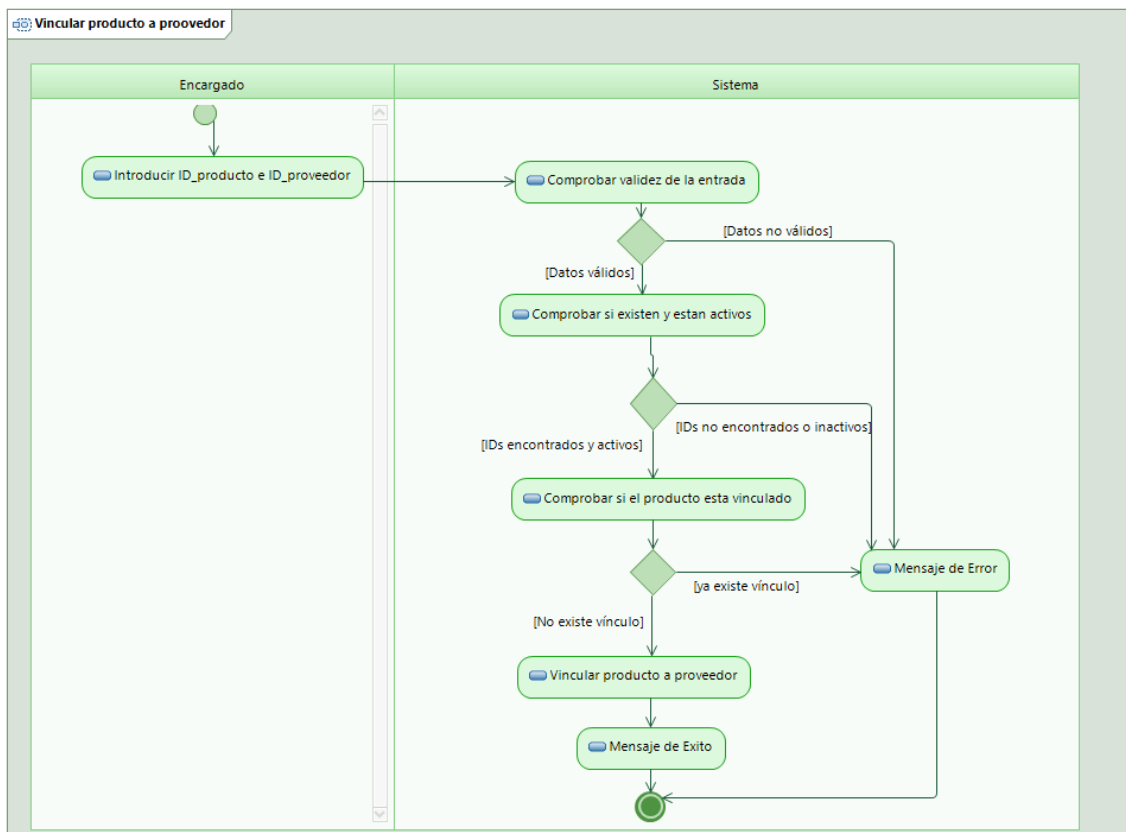 Vincular producto a proovedor
Encargado
Sistema
Introducir ID_producto e ID_proveedor
Comprobar validez de la entrada
[Datos no válidos]
[Datos válidos]
Comprobar si existen y estan activos
[IDs no encontrados o inactivos]
[IDs encontrados y activos]
Comprobar si el producto esta vinculado
Mensaje de Error
[ya existe vínculo]
[No existe vínculo]
Vincular producto a proveedor
Mensaje de Exito